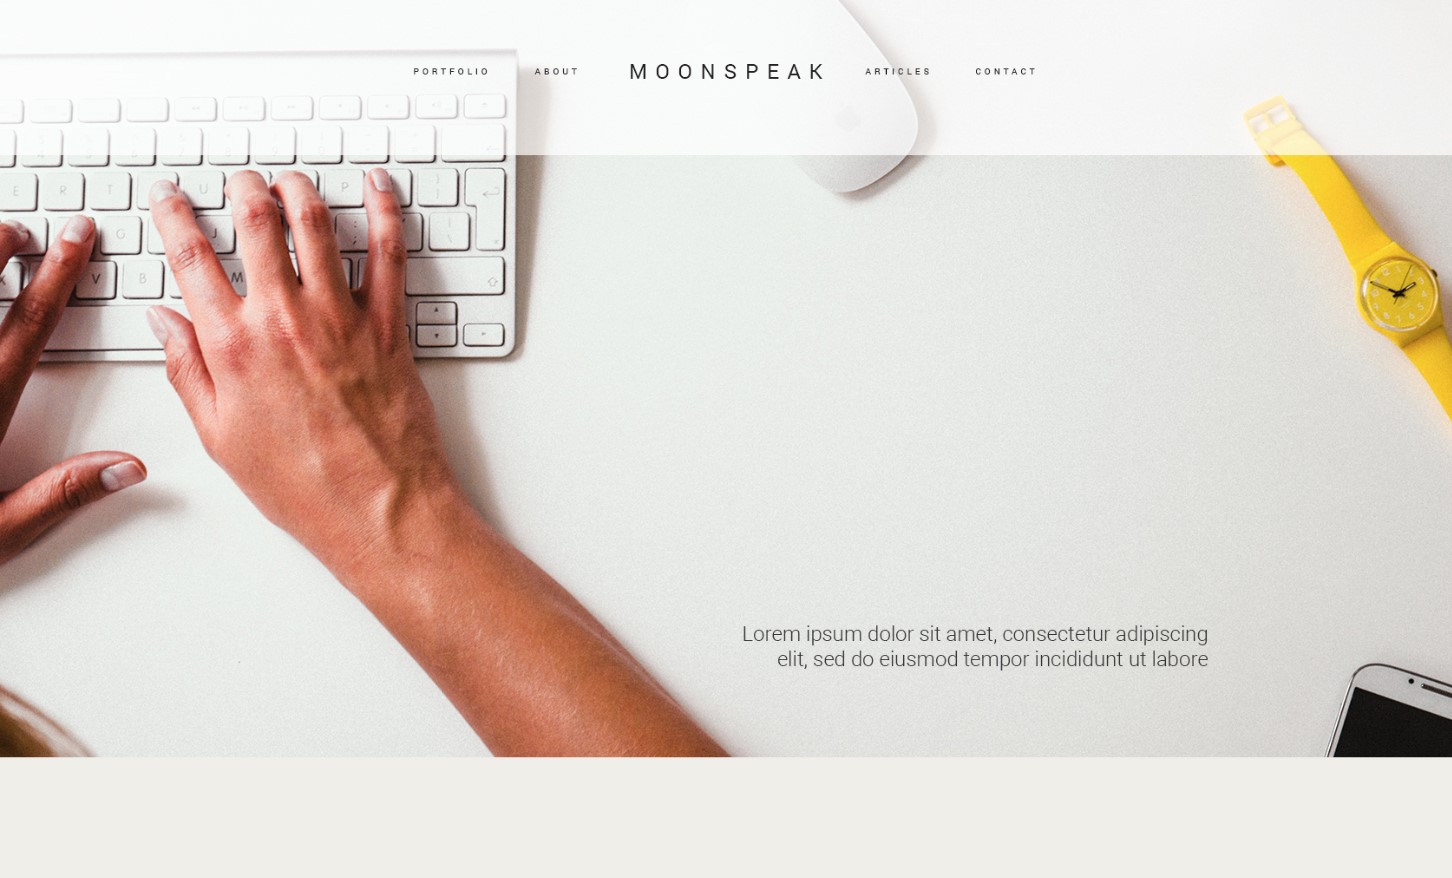 PORTFOLIO ABOUT MOONSPEAK ARTICLES CONTACT
E R T U P
G J ;
V B M
Lorem ipsum dolor sit amet, consectetur adipiscing
elit, sed do eiusmod tempor incididunt ut labore